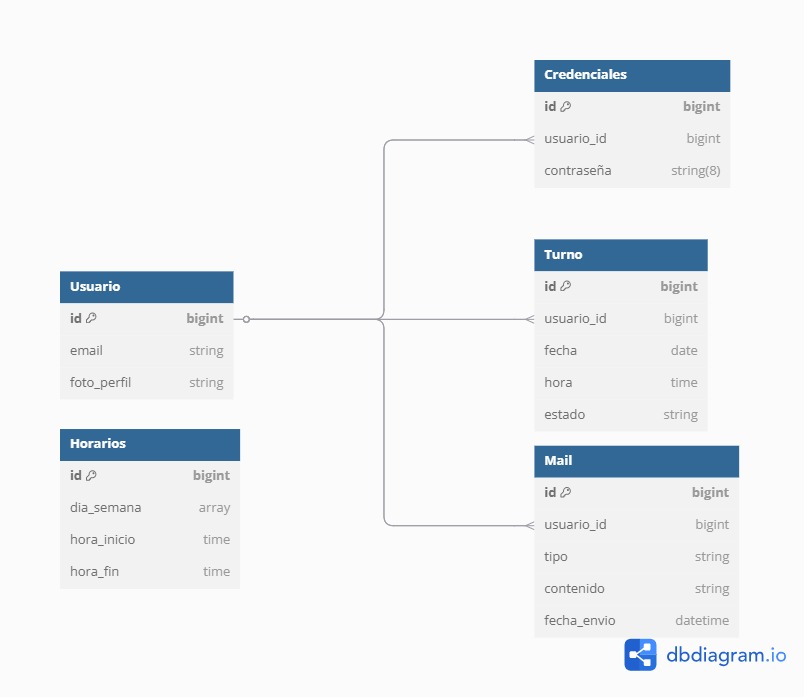 Credenciales
id bigint
usuario_id bigint
contraseña string(8)
Turno
id bigint
usuario_id bigint
fecha date
hora time
estado string
Usuario
id bigint
email string
foto_perfil string
Horarios
id bigint
dia_semana array
hora_inicio time
hora_fin time
Mail
id bigint
usuario_id bigint
tipo string
contenido string
fecha_envio datetime
dbdiagram.io